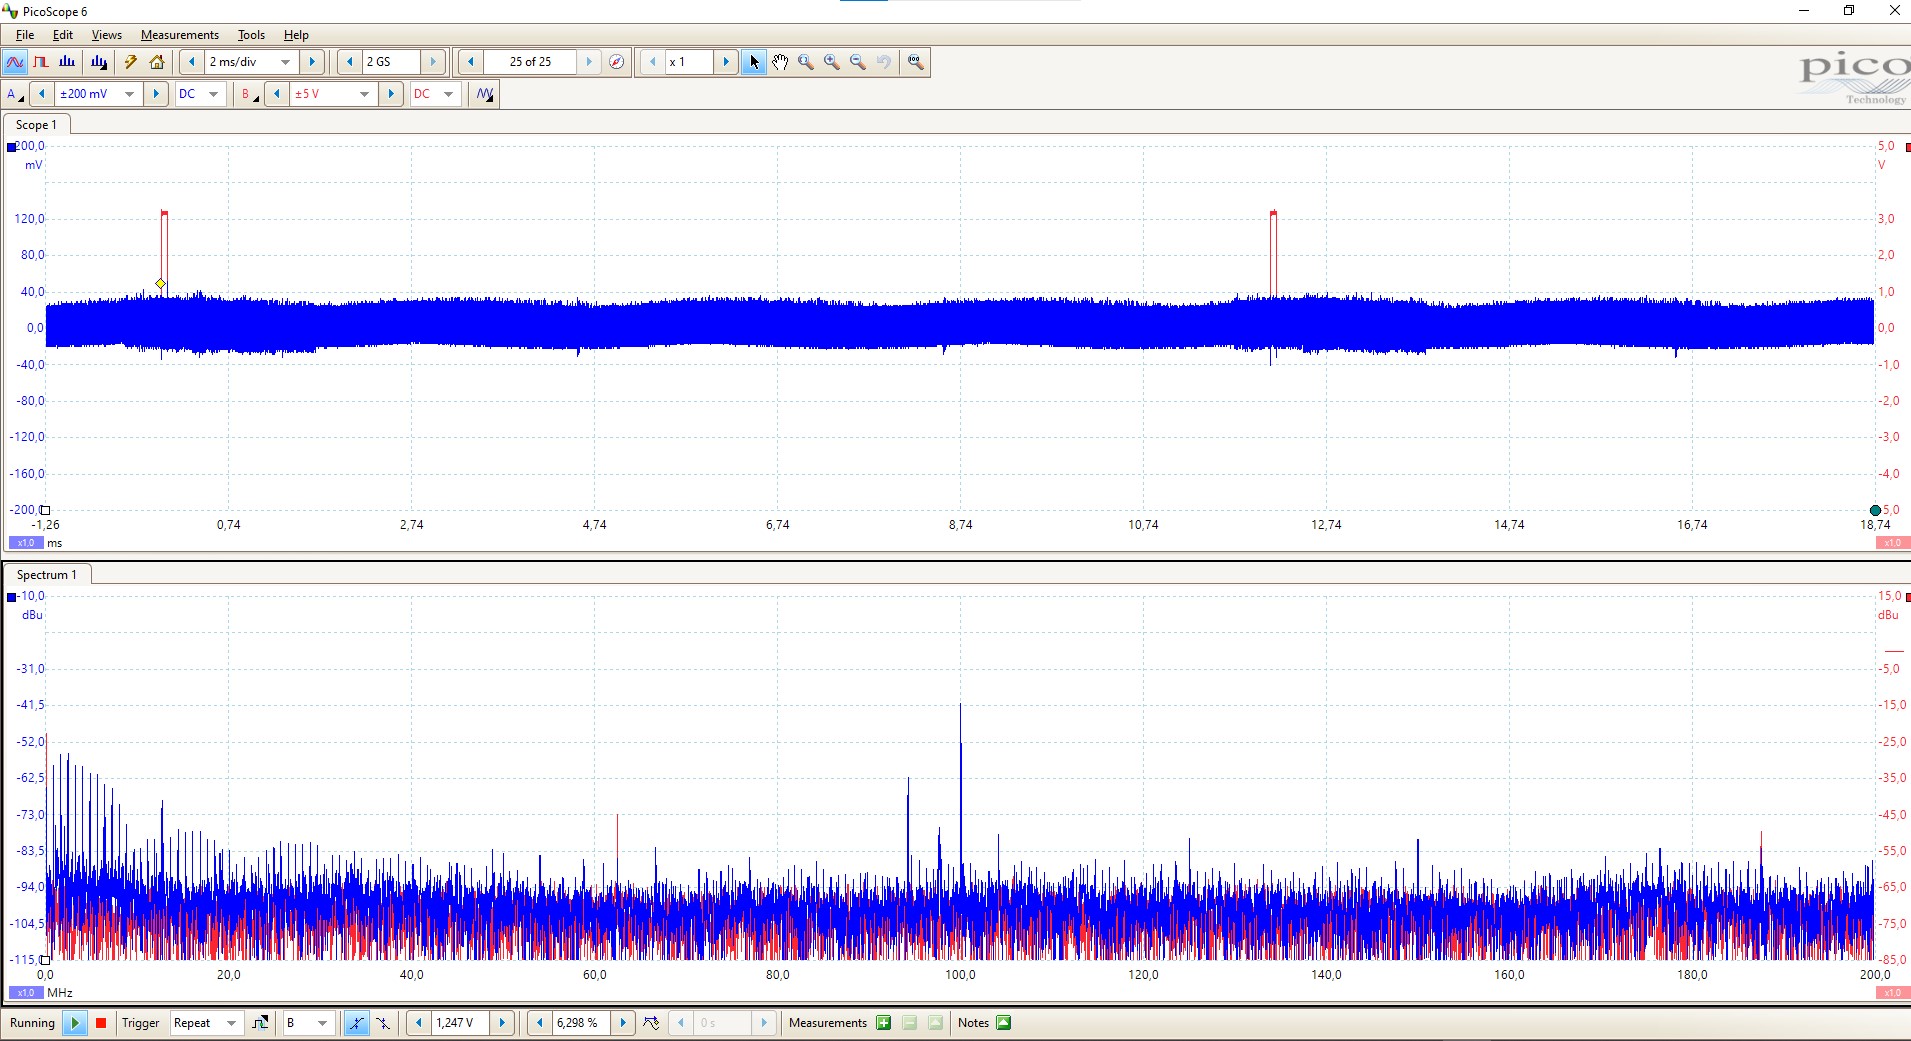 PicoScope 6
File Edit Views Measurements Tools Help
2 ms/div 2 GS 25 of 25 x 1
pico
Technology
A ±200 mV DC B ±5 V DC
Scope 1
200,0 5,0
mV V
120,0 3,0
80,0 2,0
40,0 1,0
0,0 0,0
-40,0 -1,0
-80,0 -2,0
-120,0 -3,0
-160,0 -4,0
-200,0 5,0
-1,26 0,74 2,74 4,74 6,74 8,74 10,74 12,74 14,74 16,74 18,74
x1,0 ms x1,0
Spectrum 1
-10,0 15,0
dBu dBu
-31,0 -5,0
-41,5 -15,0
-52,0 -25,0
-62,5 -35,0
-73,0 -45,0
-83,5 -55,0
-94,0 -65,0
-104,5 -75,0
-115,0 -85,0
0,0 20,0 40,0 60,0 80,0 100,0 120,0 140,0 160,0 180,0 200,0
x1,0 MHz x1,0
Running Trigger Repeat B 1,247 V 6,298 % 0 s Measurements Notes